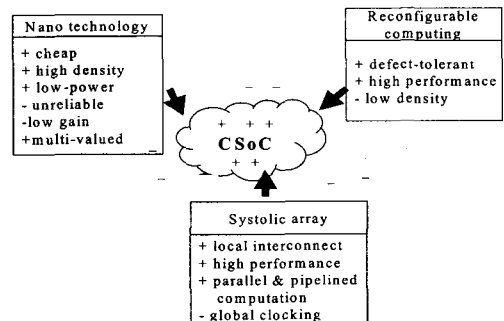 Nano technology
+ cheap
+ high density
+ low-power
- unreliable
-low gain
+multi-valued
Reconfigurable
computing
+ defect-tolerant
+ high performance
- low density
+ + +
CSoC
+ +
Systolic array
+ local interconnect
+ high performance
+ parallel & pipelined
computation
- global clocking